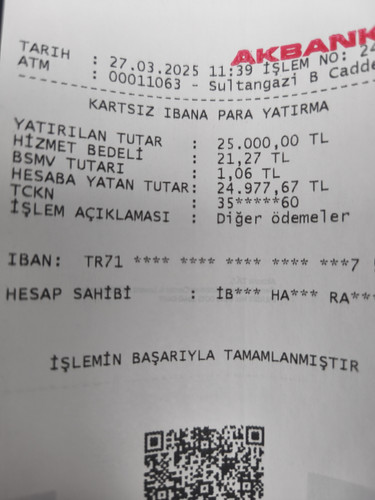 AKBANK
TARIH : 27.03.2025 11:39 İŞLEM NO: 24
ATM : 00011063 - Sultangazi B Cadde
KARTSIZ IBANA PARA YATIRMA
YATIRILAN TUTAR : 25.000,00 TL
HİZMET BEDELİ : 21,27 TL
BSMV TUTARI : 1,06 TL
HESABA YATAN TUTAR: 24.977,67 TL
TCKN : 35*****60
İŞLEM AÇIKLAMASI : Diğer ödemeler
IBAN: TR71 **** **** **** **** ***7
HESAP SAHİBİ : İB*** HA*** RA***
İŞLEMİN BAŞARIYLA TAMAMLANMIŞTIR